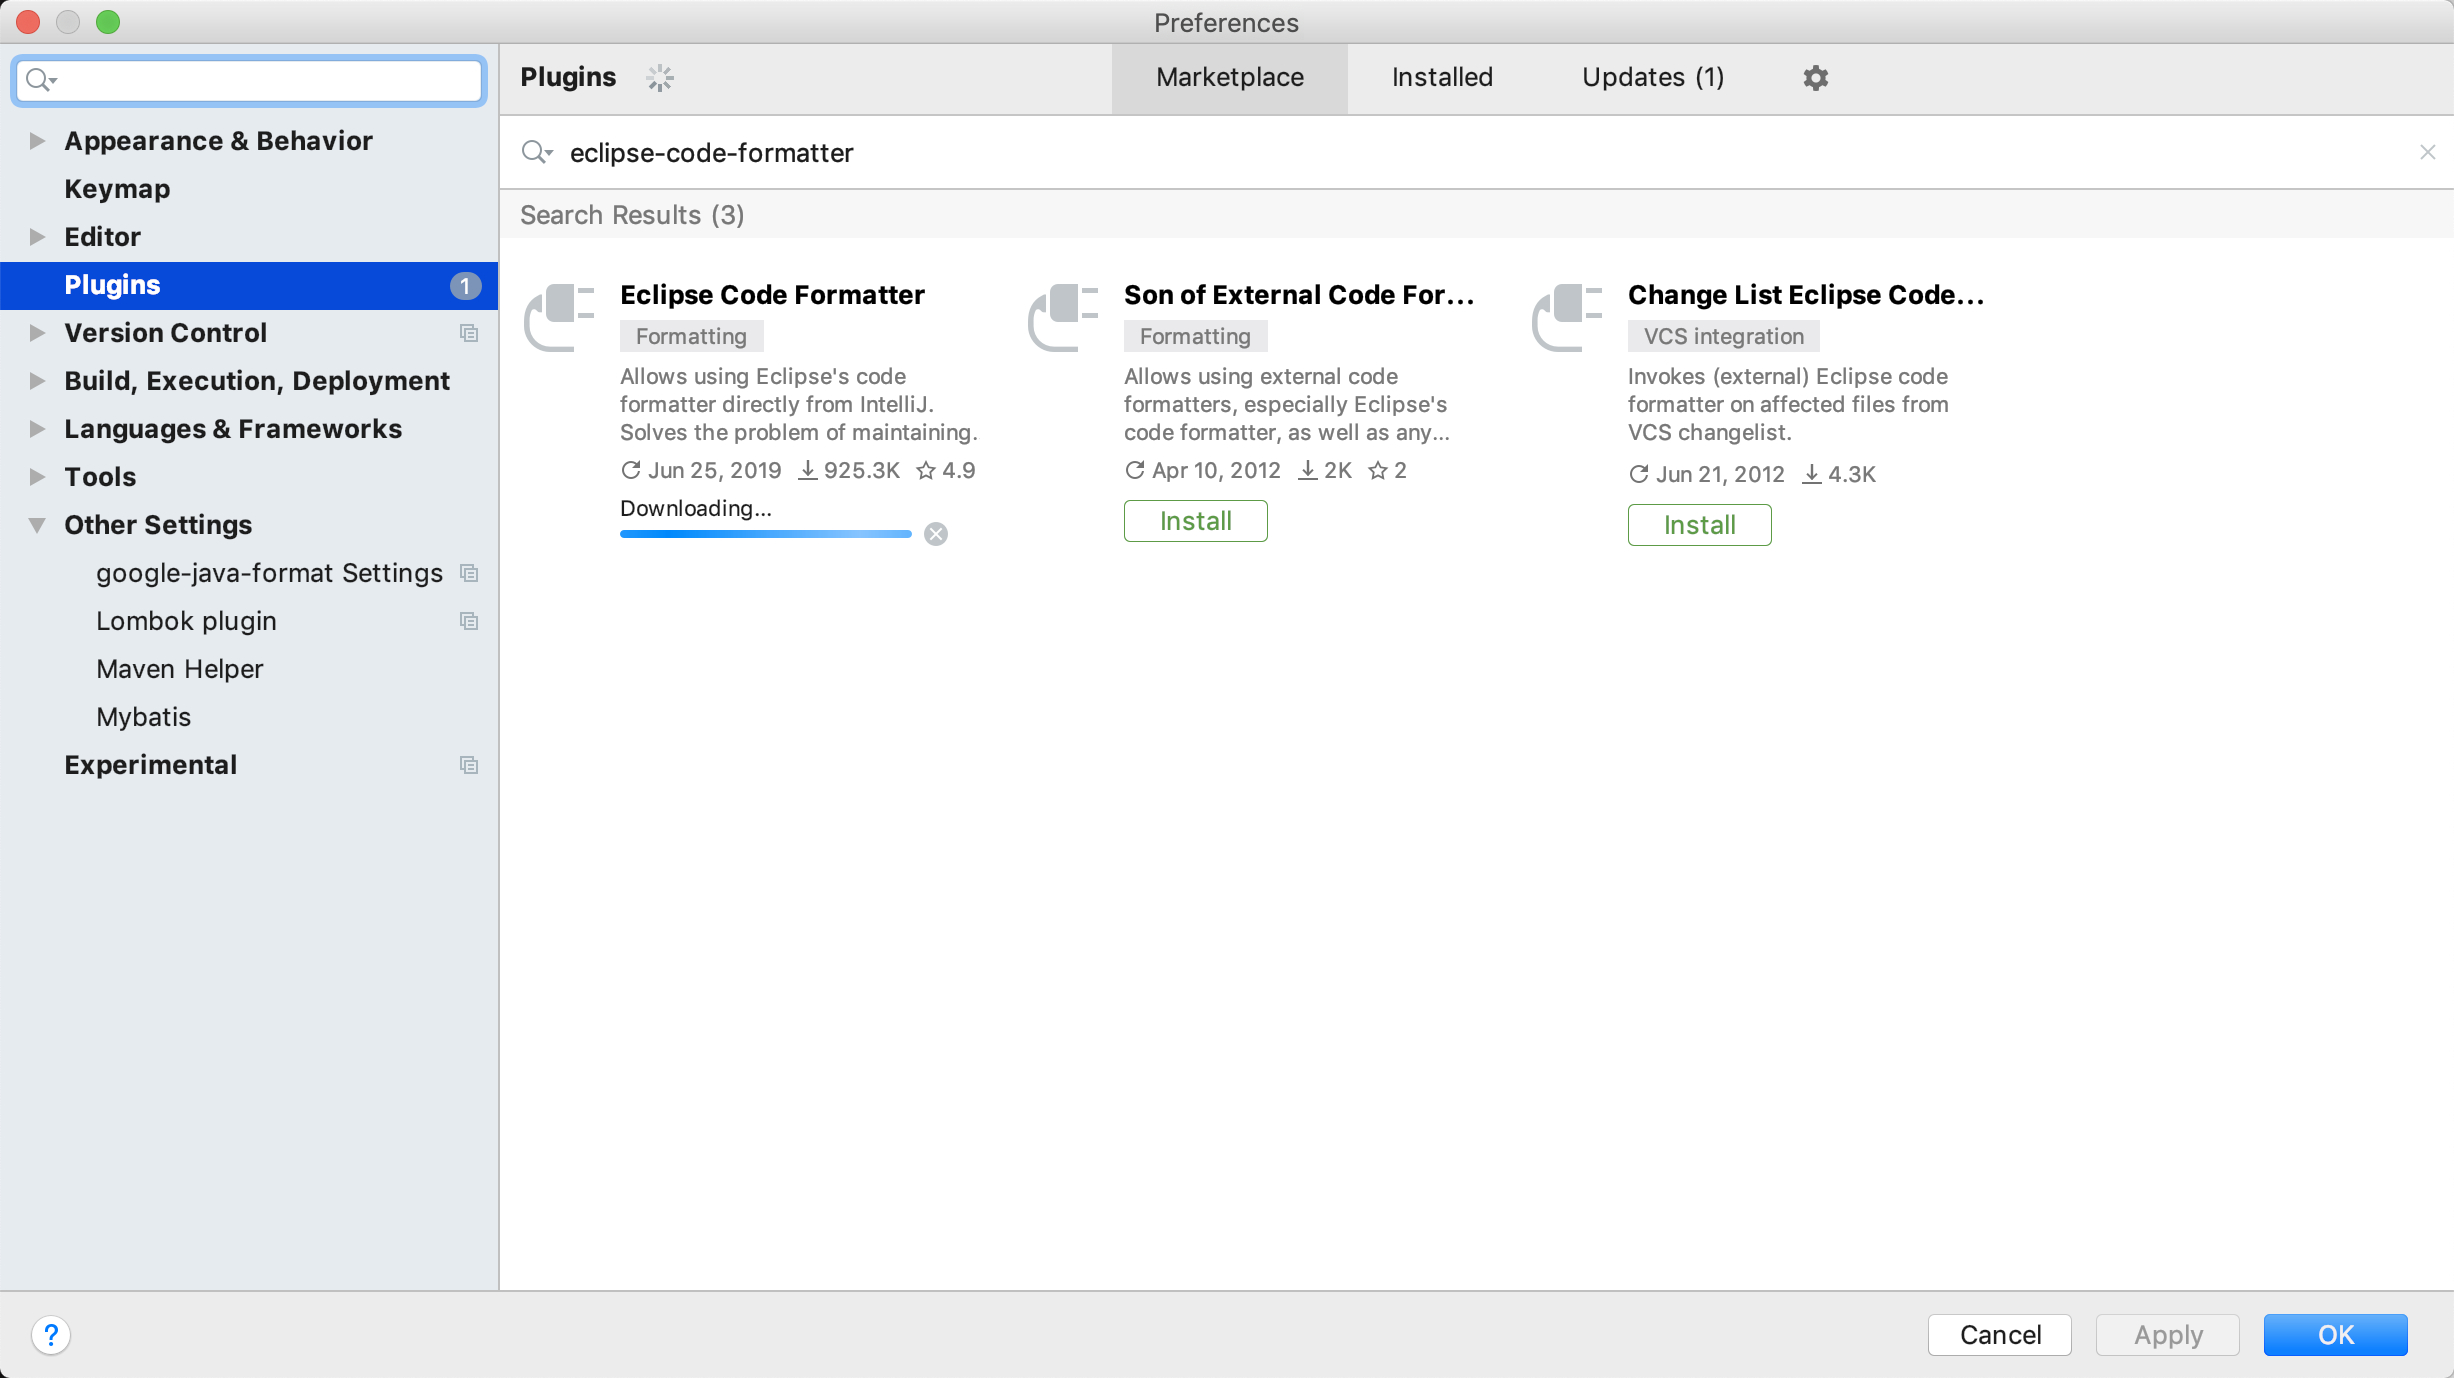 Preferences
Plugins
Marketplace
Installed
Updates (1)
Appearance & Behavior
Keymap
Editor
Plugins
1
Version Control
Build, Execution, Deployment
Languages & Frameworks
Tools
Other Settings
google-java-format Settings
Lombok plugin
Maven Helper
Mybatis
Experimental
eclipse-code-formatter
Search Results (3)
Eclipse Code Formatter
Formatting
Allows using Eclipse's code
formatter directly from IntelliJ.
Solves the problem of maintaining.
Jun 25, 2019 925.3K 4.9
Downloading...
Son of External Code For...
Formatting
Allows using external code
formatters, especially Eclipse's
code formatter, as well as any...
Apr 10, 2012 2K 2
Install
Change List Eclipse Code...
VCS integration
Invokes (external) Eclipse code
formatter on affected files from
VCS changelist.
Jun 21, 2012 4.3K
Install
?
Cancel
Apply
OK